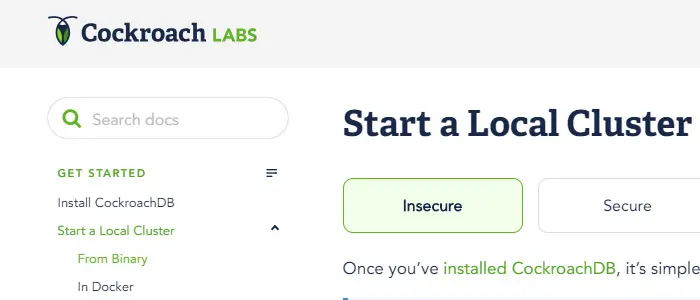 Cockroach LABS
Search docs
GET STARTED
Install CockroachDB
Start a Local Cluster
From Binary
In Docker
Start a Local Cluster
Insecure
Secure
Once you've installed CockroachDB, it's simple